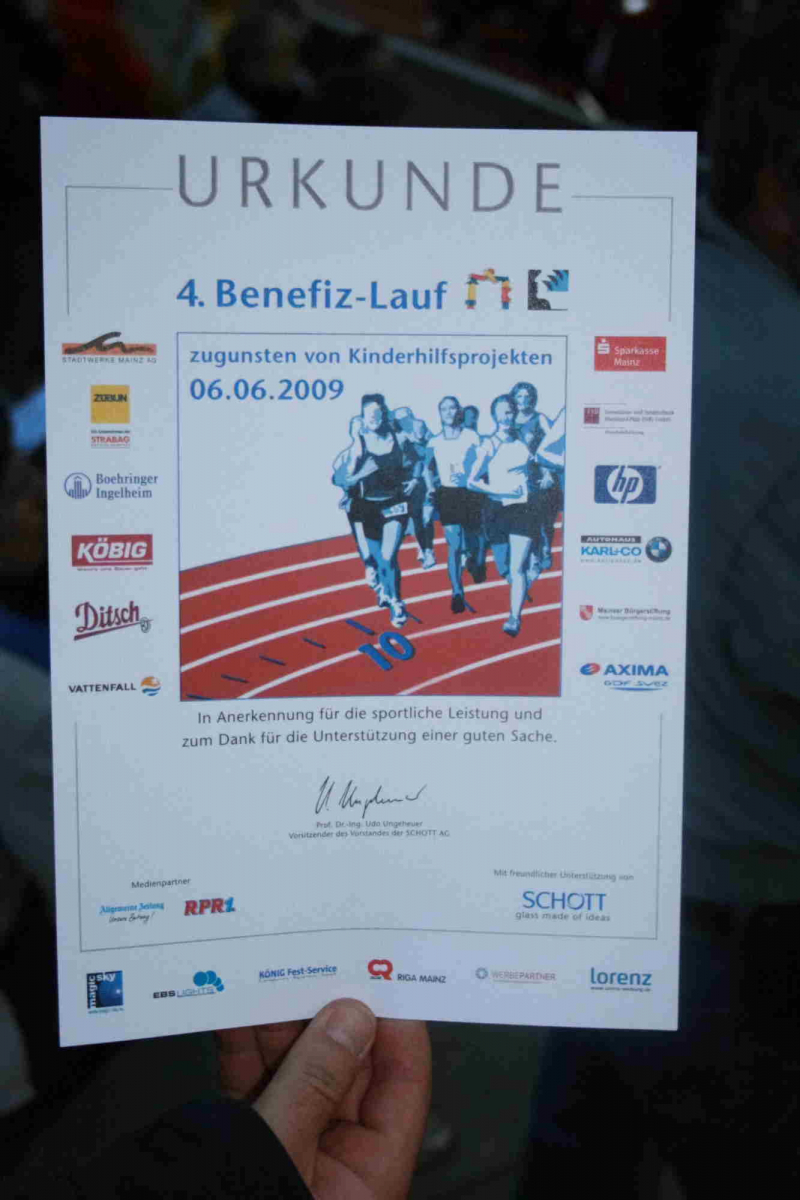 URKUNDE
4. Benefiz-Lauf
zugunsten von Kinderhilfsprojekten
06.06.2009
10
STADTWERKE MAINZ AG
ZÜBLIN
STRABAG
Boehringer
Ingelheim
KÖBIG
Ditsch
VATTENFALL
Sparkasse
Mainz
hp
AUTOHAUS
KARL+CO
Mainzer Bürgerstiftung
AXIMA
GDF SUEZ
In Anerkennung für die sportliche Leistung und
zum Dank für die Unterstützung einer guten Sache.
Prof. Dr.-Ing. Udo Ungeheuer
Vorsitzender des Vorstandes der SCHOTT AG
Medienpartner
Allgemeine Zeitung
RPR1.
Mit freundlicher Unterstützung von
SCHOTT
glass made of ideas
magic sky
EBS LIGHTS
KÖNIG Fest-Service
RIGA MAINZ
WERBEPARTNER
lorenz